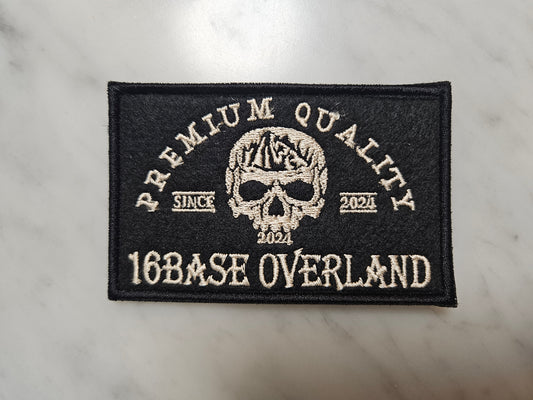 PREMIUM QUALITY
SINCE 2024
2024
16BASE OVERLAND